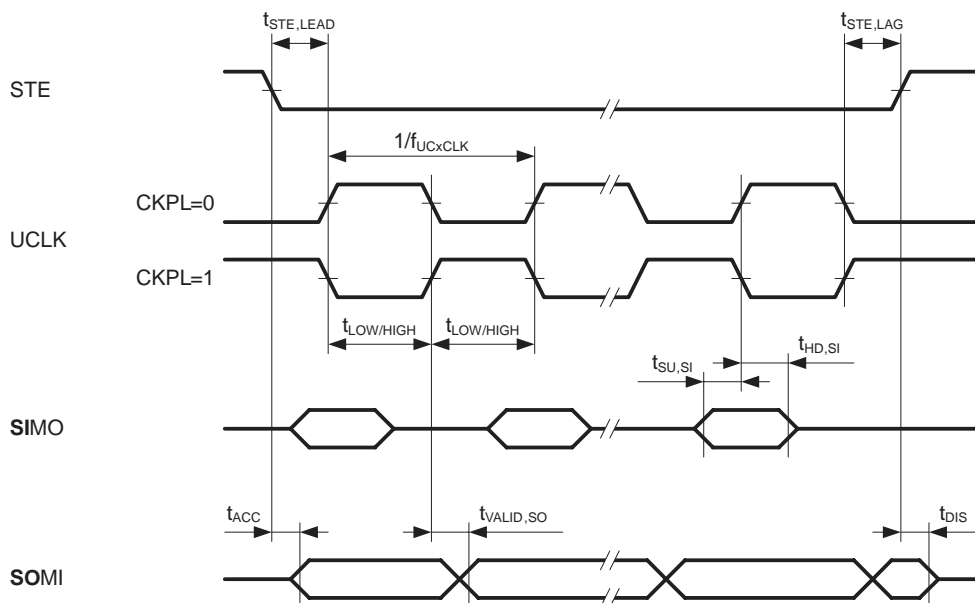 tSTE,LEAD
tSTE,LAG
STE
1/fUCxCLK
CKPL=0
UCLK
CKPL=1
tLOW/HIGH
tLOW/HIGH
tSU,SI
tHD,SI
SIMO
tACC
tVALID,SO
tDIS
SOMI